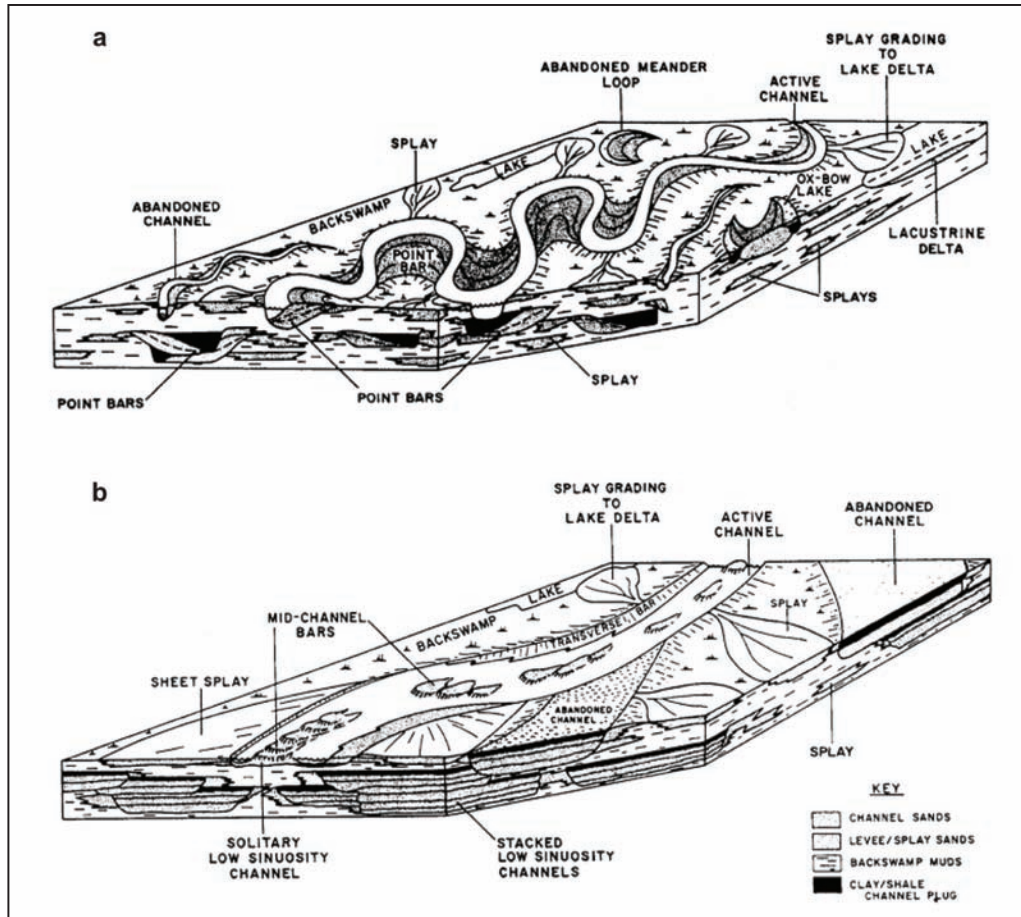 a
SPLAY GRADING
TO
LAKE DELTA
ABANDONED MEANDER
LOOP
ACTIVE
CHANNEL
SPLAY
LAKE
LAKE
OX-BOW
LAKE
ABANDONED
CHANNEL
BACKSWAMP
POINT
BAR
LACUSTRINE
DELTA
SPLAYS
SPLAY
POINT BARS
POINT BARS
b
SPLAY GRADING
TO
LAKE DELTA
ACTIVE
CHANNEL
ABANDONED
CHANNEL
LAKE
MID-CHANNEL
BARS
BACKSWAMP
TRANSVERSE BAR
SPLAY
SHEET SPLAY
ABANDONED
CHANNEL
SPLAY
SOLITARY
LOW SINUOSITY
CHANNEL
STACKED
LOW SINUOSITY
CHANNELS
KEY
CHANNEL SANDS
LEVEE/SPLAY SANDS
BACKSWAMP MUDS
CLAY/SHALE
CHANNEL PLUG